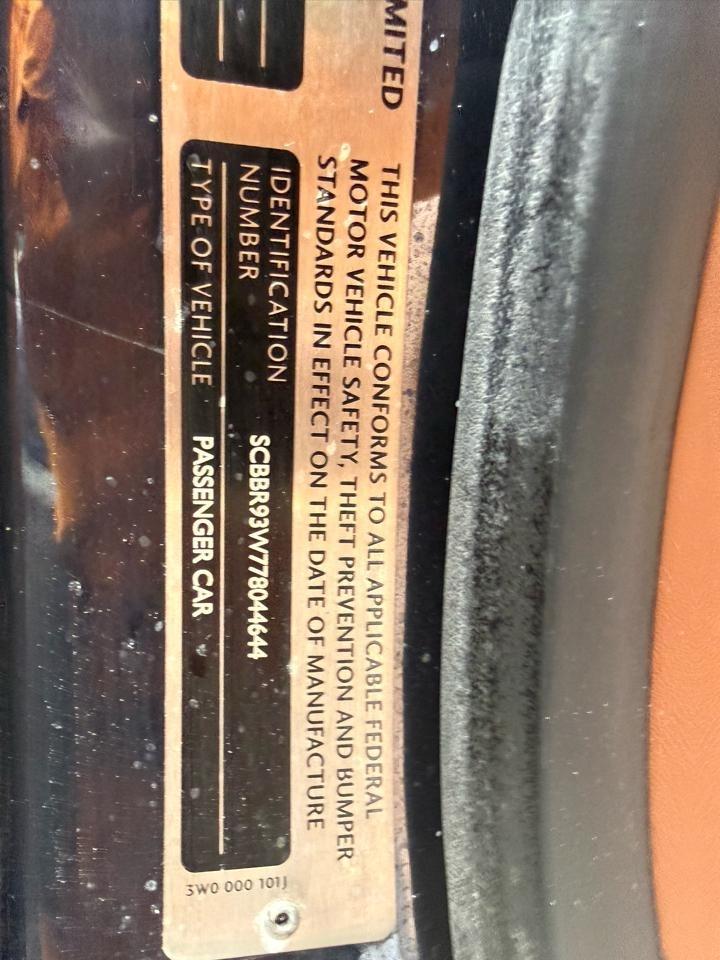 MITED
THIS VEHICLE CONFORMS TO ALL APPLICABLE FEDERAL
MOTOR VEHICLE SAFETY, THEFT PREVENTION AND BUMPER
STANDARDS IN EFFECT ON THE DATE OF MANUFACTURE
IDENTIFICATION
NUMBER SCBBR93W778044644
TYPE OF VEHICLE PASSENGER CAR
3W0 000 101J